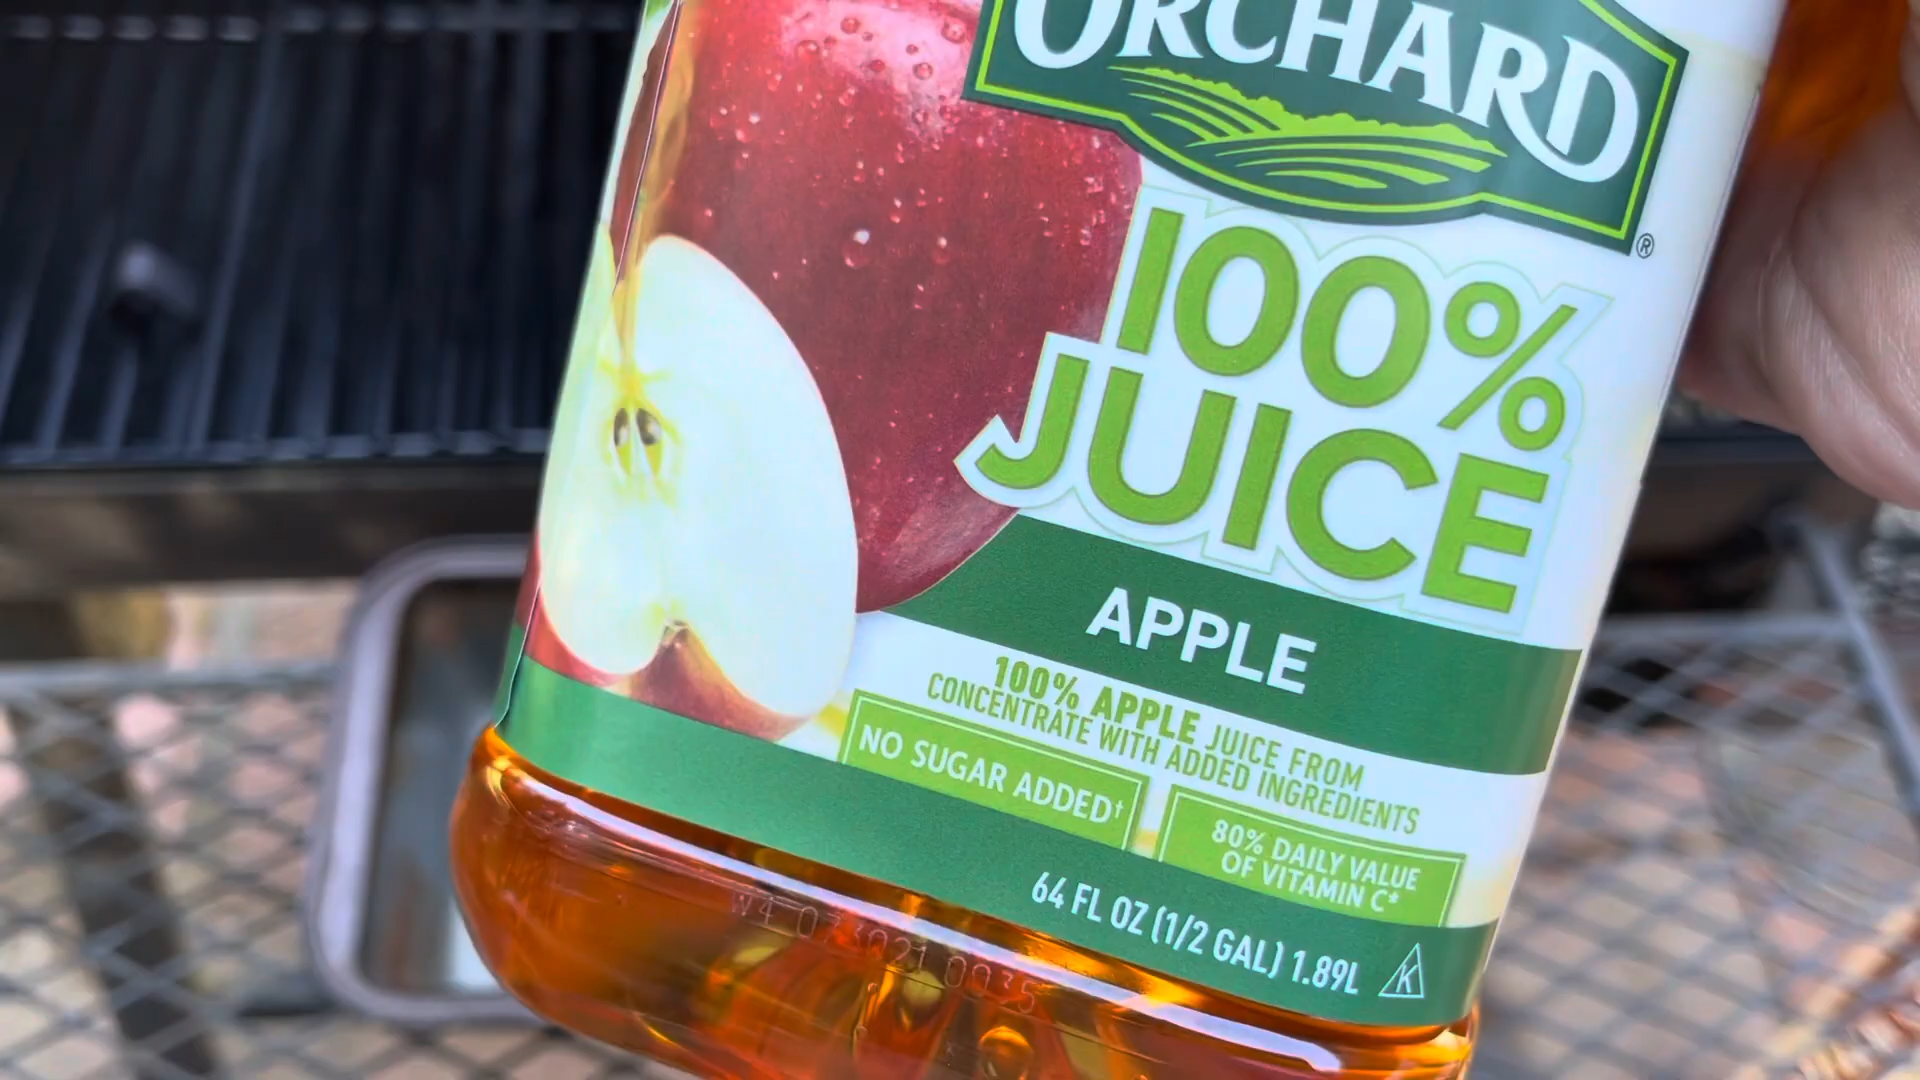 ORCHARD
®
100%
JUICE
APPLE
100% APPLE JUICE FROM
CONCENTRATE WITH ADDED INGREDIENTS
NO SUGAR ADDED†
80% DAILY VALUE
OF VITAMIN C*
64 FL OZ (1/2 GAL) 1.89L
K